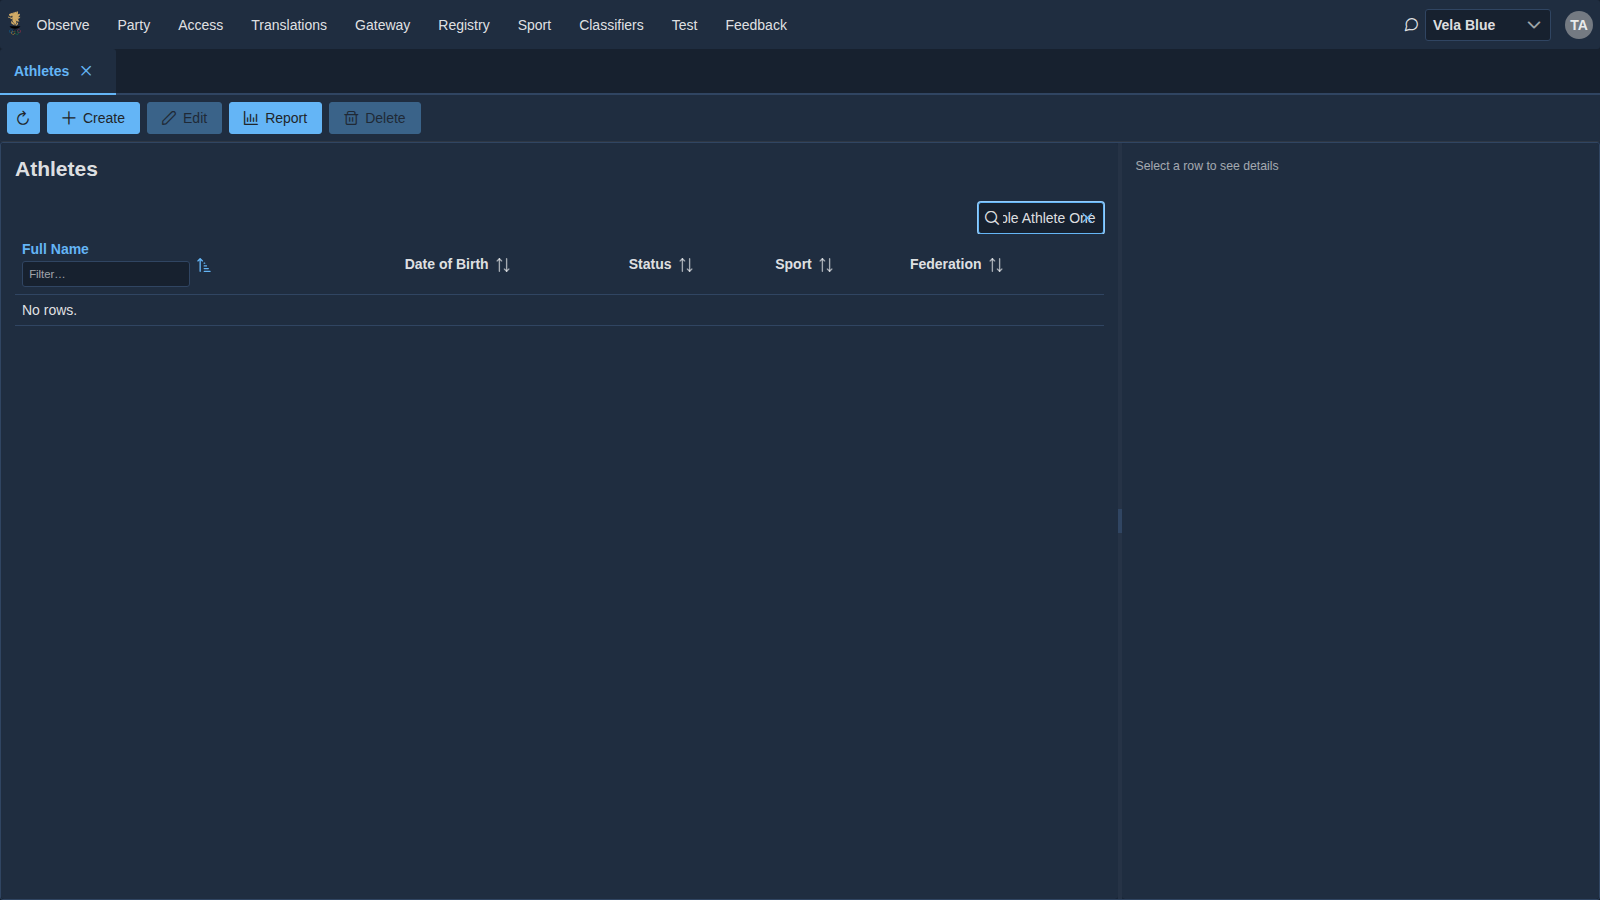 Observe Party Access Translations Gateway Registry Sport Classifiers Test Feedback Vela Blue TA
Athletes
Create Edit Report Delete
Athletes
Select a row to see details
Athlete One
Full Name
Filter...
Date of Birth Status Sport Federation
No rows.